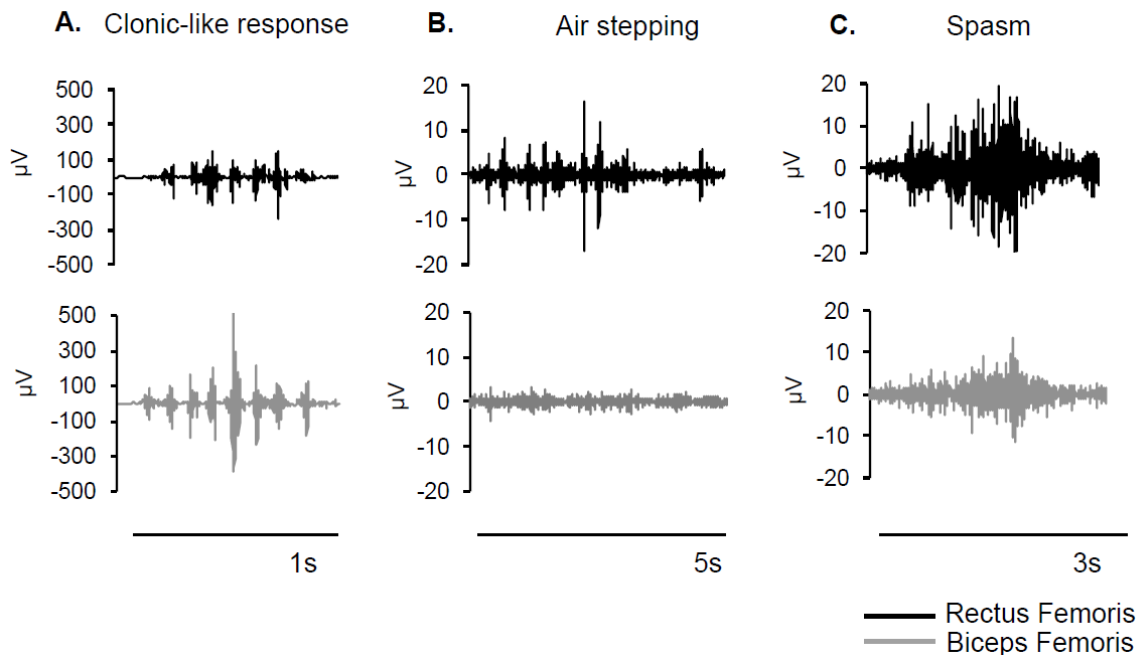 A. Clonic-like response
B. Air stepping
C. Spasm
µV
500
300
100
-100
-300
-500
µV
20
10
0
-10
-20
µV
20
10
0
-10
-20
µV
500
300
100
-100
-300
-500
µV
20
10
0
-10
-20
µV
20
10
0
-10
-20
1s
5s
3s
Rectus Femoris
Biceps Femoris